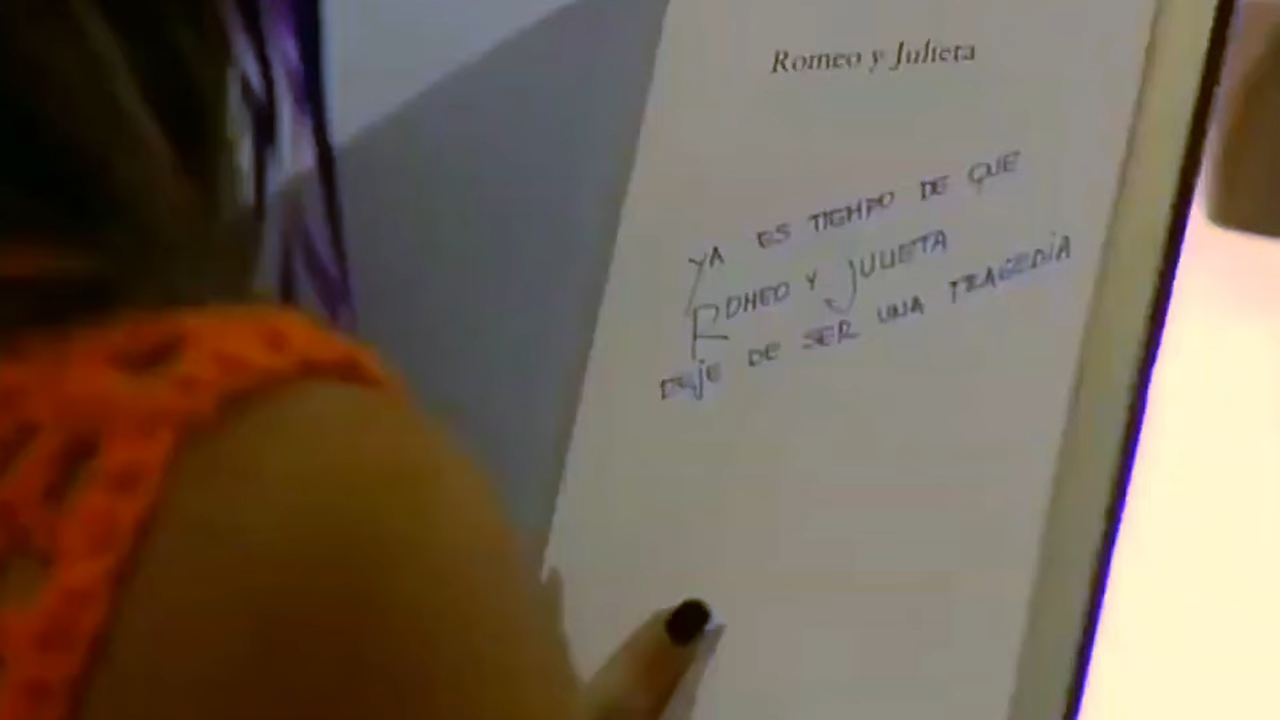 Romeo y Julieta
YA ES TIEMPO DE QUE
ROMEO Y JULIETA
DEJE DE SER UNA TRAGEDIA